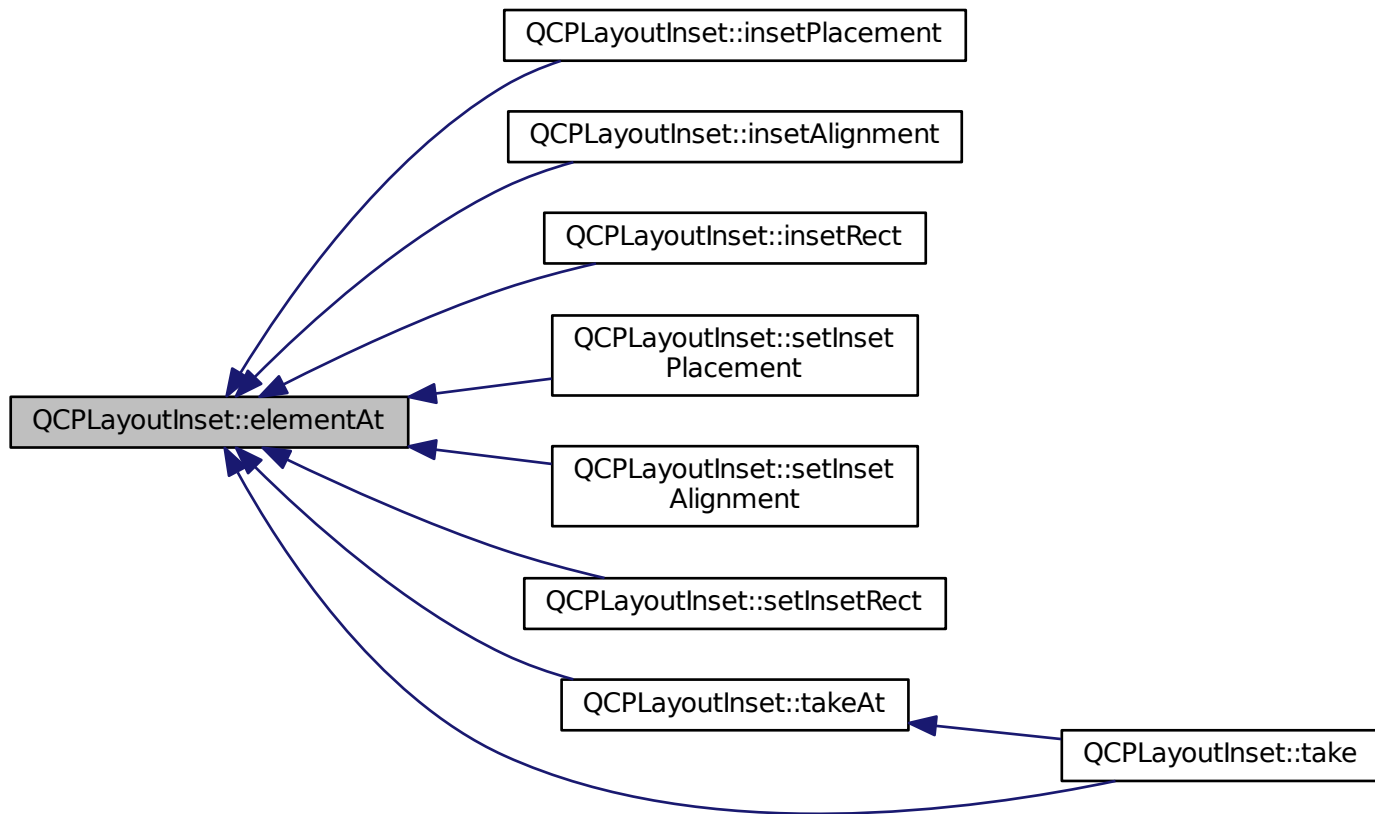 QCPLayoutInset::insetPlacement
QCPLayoutInset::insetAlignment
QCPLayoutInset::insetRect
QCPLayoutInset::setInset
Placement
QCPLayoutInset::elementAt
QCPLayoutInset::setInset
Alignment
QCPLayoutInset::setInsetRect
QCPLayoutInset::takeAt
QCPLayoutInset::take